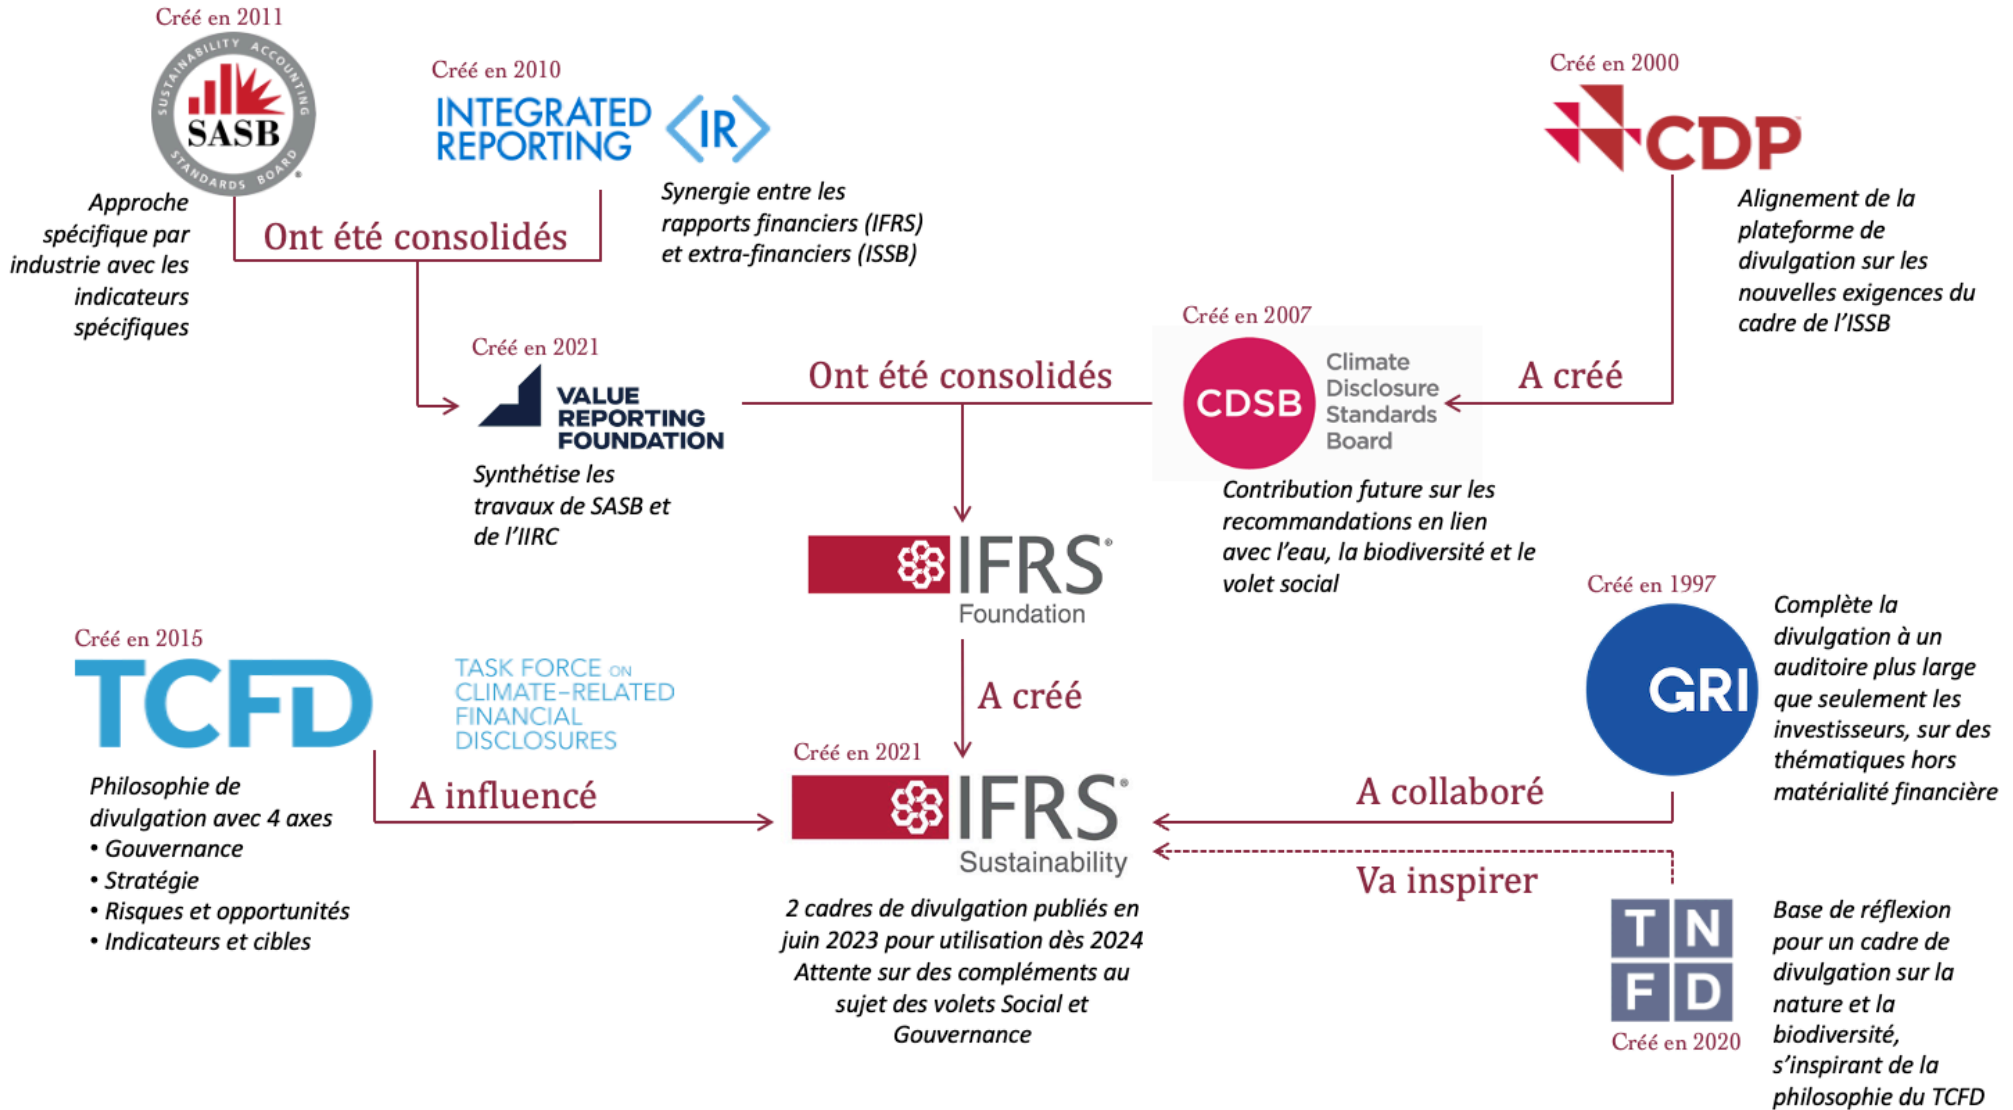 Créé en 2011
SUSTAINABILITY ACCOUNTING
SASB
STANDARDS BOARD
Approche
spécifique par
industrie avec les
indicateurs
spécifiques
Créé en 2010
INTEGRATED
REPORTING
<IR>
Synergie entre les
rapports financiers (IFRS)
et extra-financiers (ISSB)
Ont été consolidés
Créé en 2000
CDP
Alignement de la
plateforme de
divulgation sur les
nouvelles exigences du
cadre de l’ISSB
Créé en 2021
VALUE
REPORTING
FOUNDATION
Synthétise les
travaux de SASB et
de l’IIRC
Ont été consolidés
Créé en 2007
CDSB
Climate
Disclosure
Standards
Board
A créé
Contribution future sur les
recommandations en lien
avec l’eau, la biodiversité et le
volet social
IFRS®
Foundation
A créé
Créé en 2015
TCFD
TASK FORCE ON
CLIMATE–RELATED
FINANCIAL
DISCLOSURES
Philosophie de
divulgation avec 4 axes
• Gouvernance
• Stratégie
• Risques et opportunités
• Indicateurs et cibles
A influencé
Créé en 2021
IFRS®
Sustainability
2 cadres de divulgation publiés en
juin 2023 pour utilisation dès 2024
Attente sur des compléments au
sujet des volets Social et
Gouvernance
Créé en 1997
GRI
Complète la
divulgation à un
auditoire plus large
que seulement les
investisseurs, sur des
thématiques hors
matérialité financière
A collaboré
Va inspirer
TNFD
Créé en 2020
Base de réflexion
pour un cadre de
divulgation sur la
nature et la
biodiversité,
s’inspirant de la
philosophie du TCFD